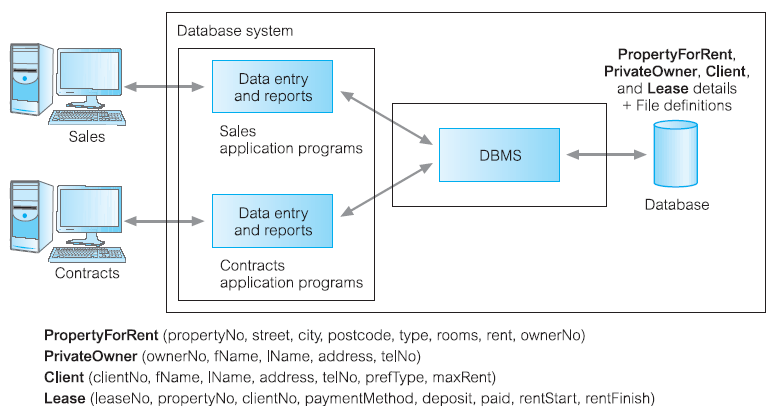 Database system
Sales
Data entry
and reports
Sales
application programs
DBMS
PropertyForRent,
PrivateOwner, Client,
and Lease details
+ File definitions
Database
Contracts
Data entry
and reports
Contracts
application programs
PropertyForRent (propertyNo, street, city, postcode, type, rooms, rent, ownerNo)
PrivateOwner (ownerNo, fName, lName, address, telNo)
Client (clientNo, fName, lName, address, telNo, prefType, maxRent)
Lease (leaseNo, propertyNo, clientNo, paymentMethod, deposit, paid, rentStart, rentFinish)